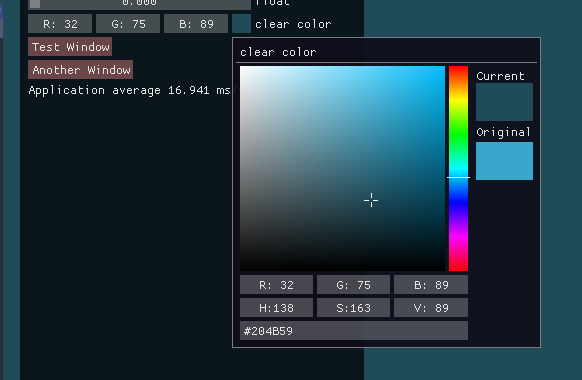 0.000 float
R: 32 G: 75 B: 89 clear color
Test Window
Another Window
Application average 16.941 ms
clear color
Current
Original
R: 32 G: 75 B: 89
H:138 S:163 V: 89
#204B59